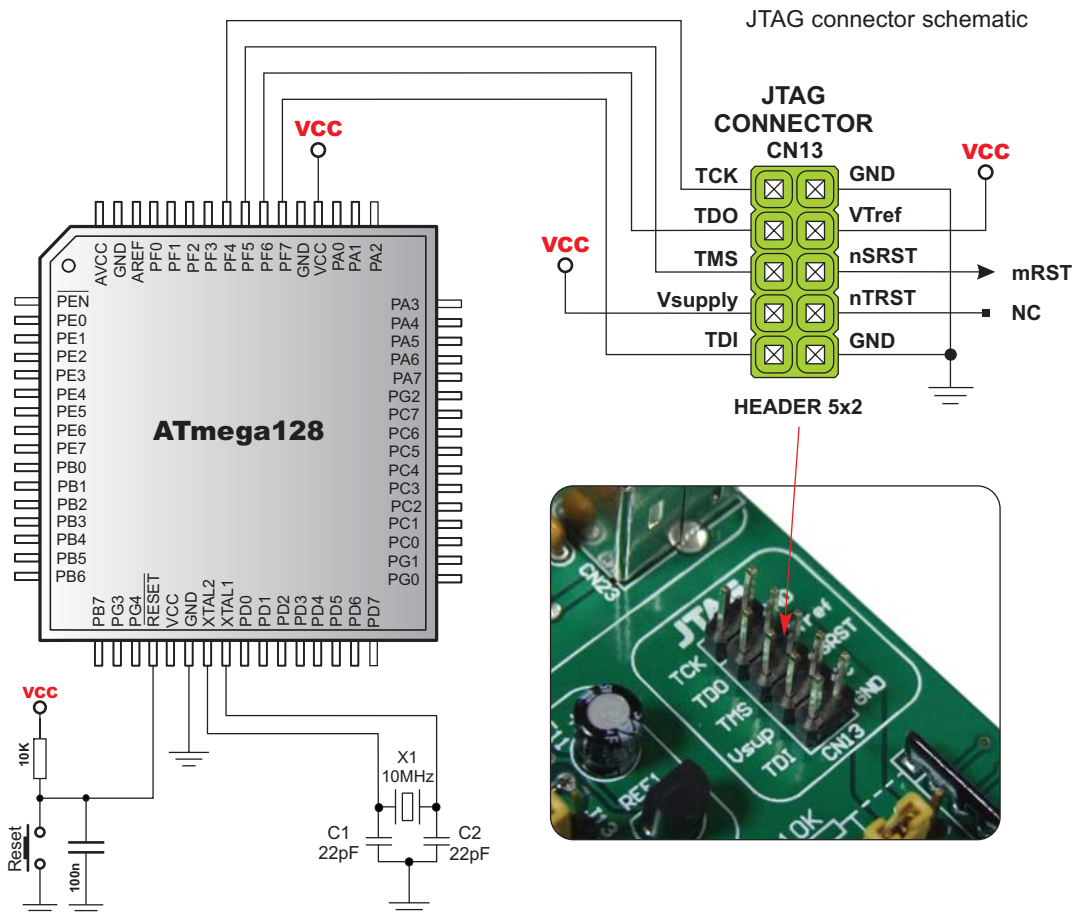 JTAG connector schematic
JTAG
CONNECTOR
CN13
VCC
VCC
VCC
TCK
TDO
TMS
Vsupply
TDI
GND
VTref
nSRST
nTRST
GND
mRST
NC
HEADER 5x2
AVCC
GND
AREF
PF0
PF1
PF2
PF3
PF4
PF5
PF6
PF7
GND
VCC
PA0
PA1
PA2
PEN
PE0
PE1
PE2
PE3
PE4
PE5
PE6
PE7
PB0
PB1
PB2
PB3
PB4
PB5
PB6
ATmega128
PA3
PA4
PA5
PA6
PA7
PG2
PC7
PC6
PC5
PC4
PC3
PC2
PC1
PC0
PG1
PG0
PB7
PG3
PG4
RESET
VCC
GND
XTAL2
XTAL1
PD0
PD1
PD2
PD3
PD4
PD5
PD6
PD7
VCC
10K
Reset
100n
X1
10MHz
C1
22pF
C2
22pF
CN23
JTAG
TCK
TDO
TMS
Vsup
TDI
GND
CN13
REF1
J13